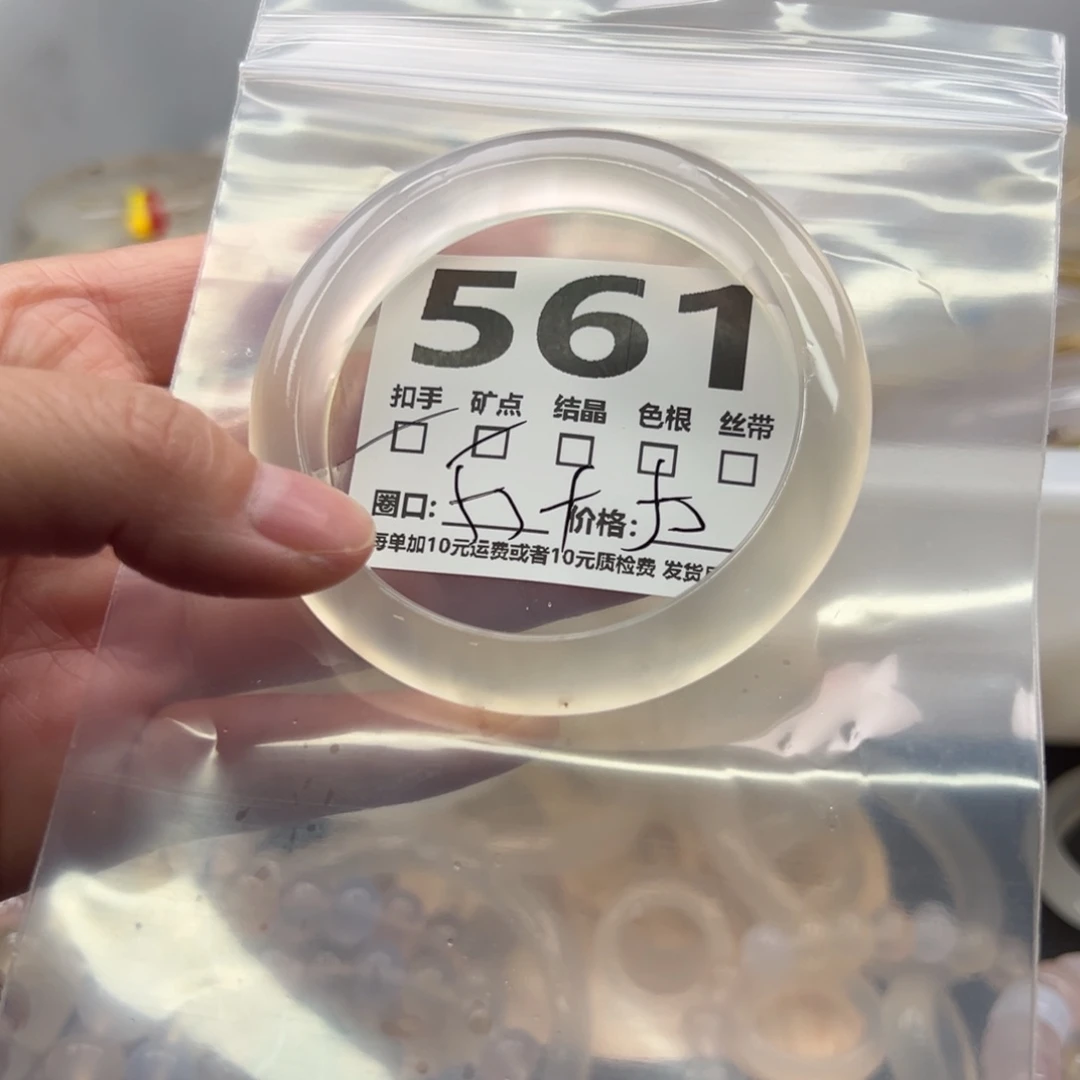 561
扣手 矿点 结晶 色根 丝带
圈口: 价格:
每单加10元运费或者10元质检费 发货